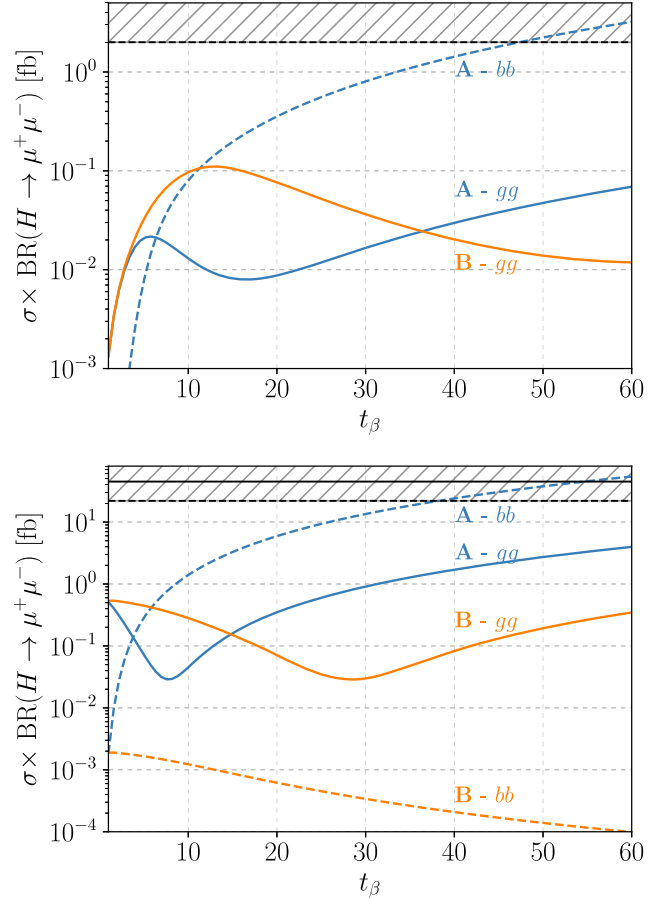 10⁰
10⁻¹
10⁻²
10⁻³
σ× BR(H → μ⁺μ⁻) [fb]
A - bb
A - gg
B - gg
10 20 30 40 50 60
t_β
10¹
10⁰
10⁻¹
10⁻²
10⁻³
10⁻⁴
σ× BR(H → μ⁺μ⁻) [fb]
A - bb
A - gg
B - gg
B - bb
10 20 30 40 50 60
t_β